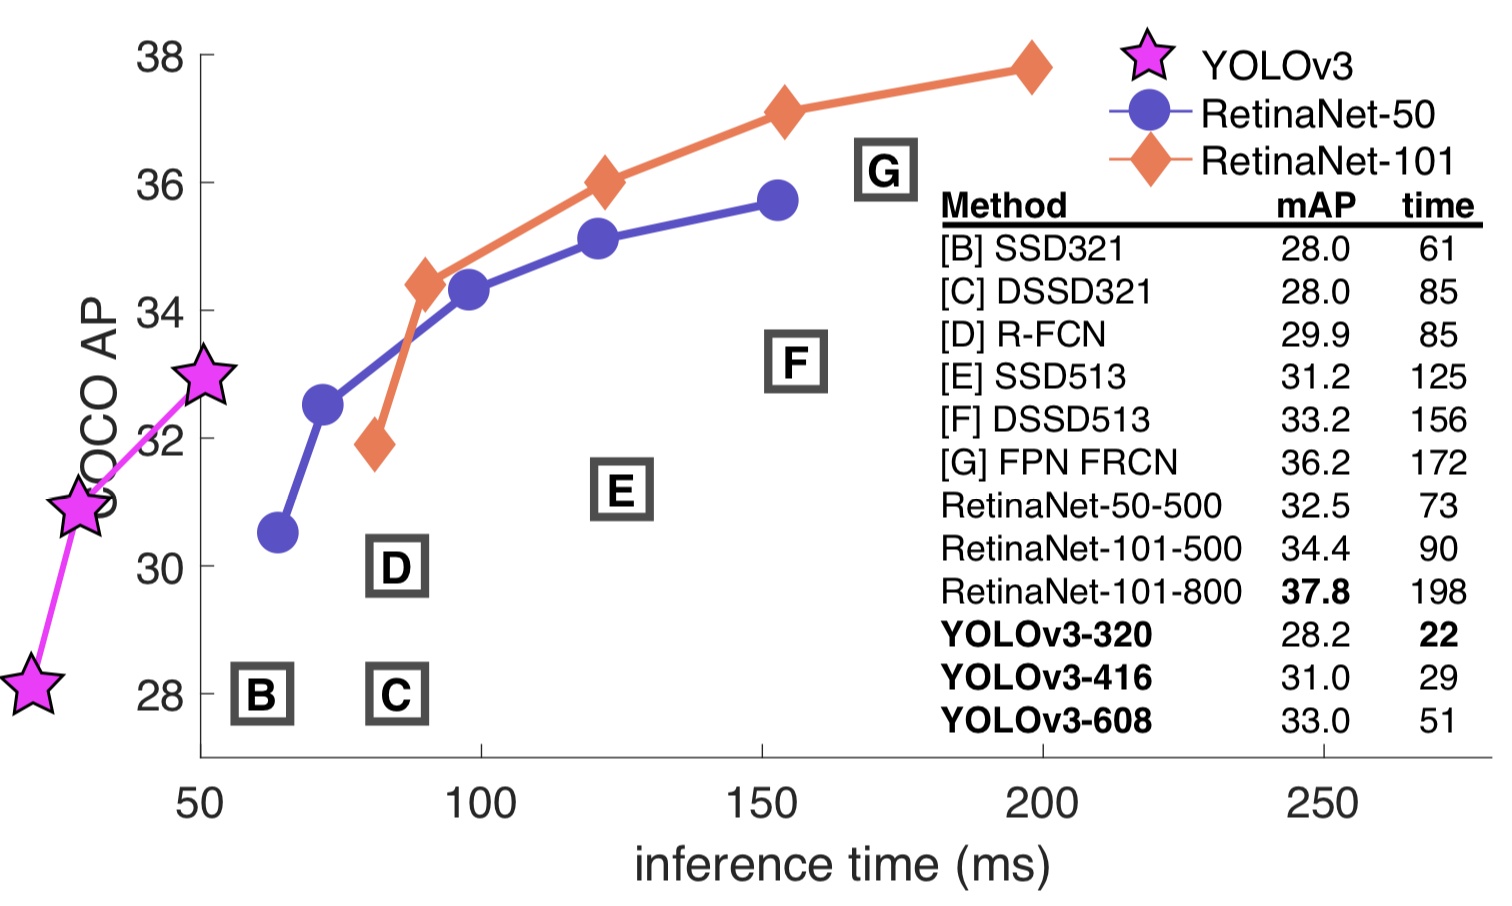 38
36
34
32
30
28
COCO AP
50
100
150
200
250
inference time (ms)
B
C
D
E
F
G
YOLOv3
RetinaNet-50
RetinaNet-101
Method mAP time
[B] SSD321 28.0 61
[C] DSSD321 28.0 85
[D] R-FCN 29.9 85
[E] SSD513 31.2 125
[F] DSSD513 33.2 156
[G] FPN FRCN 36.2 172
RetinaNet-50-500 32.5 73
RetinaNet-101-500 34.4 90
RetinaNet-101-800 37.8 198
YOLOv3-320 28.2 22
YOLOv3-416 31.0 29
YOLOv3-608 33.0 51